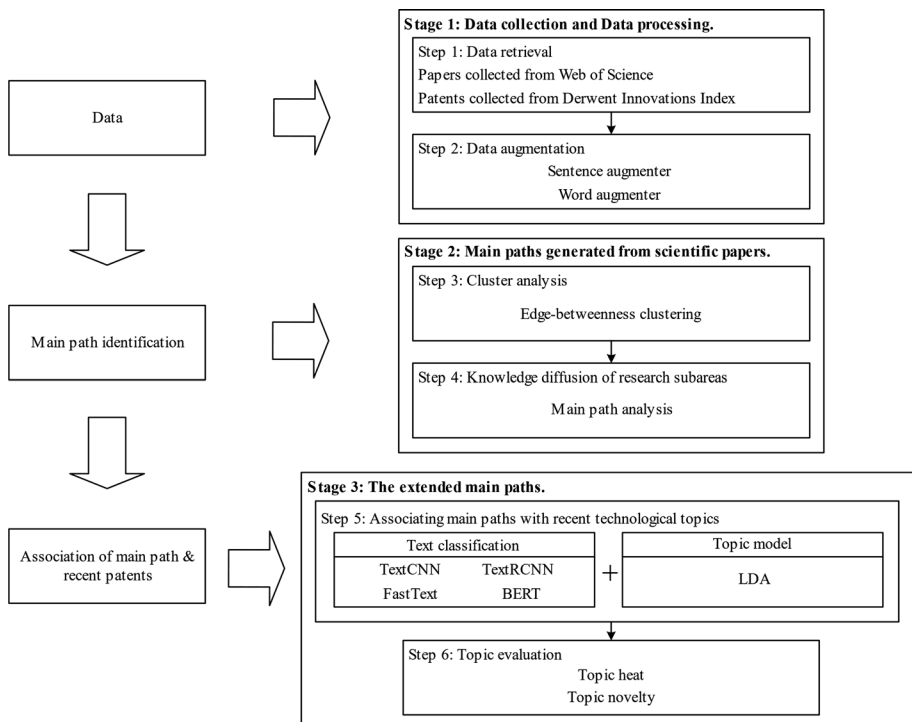 Stage 1: Data collection and Data processing.
Step 1: Data retrieval
Papers collected from Web of Science
Patents collected from Derwent Innovations Index
Data
Step 2: Data augmentation
Sentence augmenter
Word augmenter
Stage 2: Main paths generated from scientific papers.
Step 3: Cluster analysis
Edge-betweenness clustering
Main path identification
Step 4: Knowledge diffusion of research subareas
Main path analysis
Stage 3: The extended main paths.
Step 5: Associating main paths with recent technological topics
Association of main path &
recent patents
Text classification
TextCNN TextRCNN
FastText BERT
+
Topic model
LDA
Step 6: Topic evaluation
Topic heat
Topic novelty